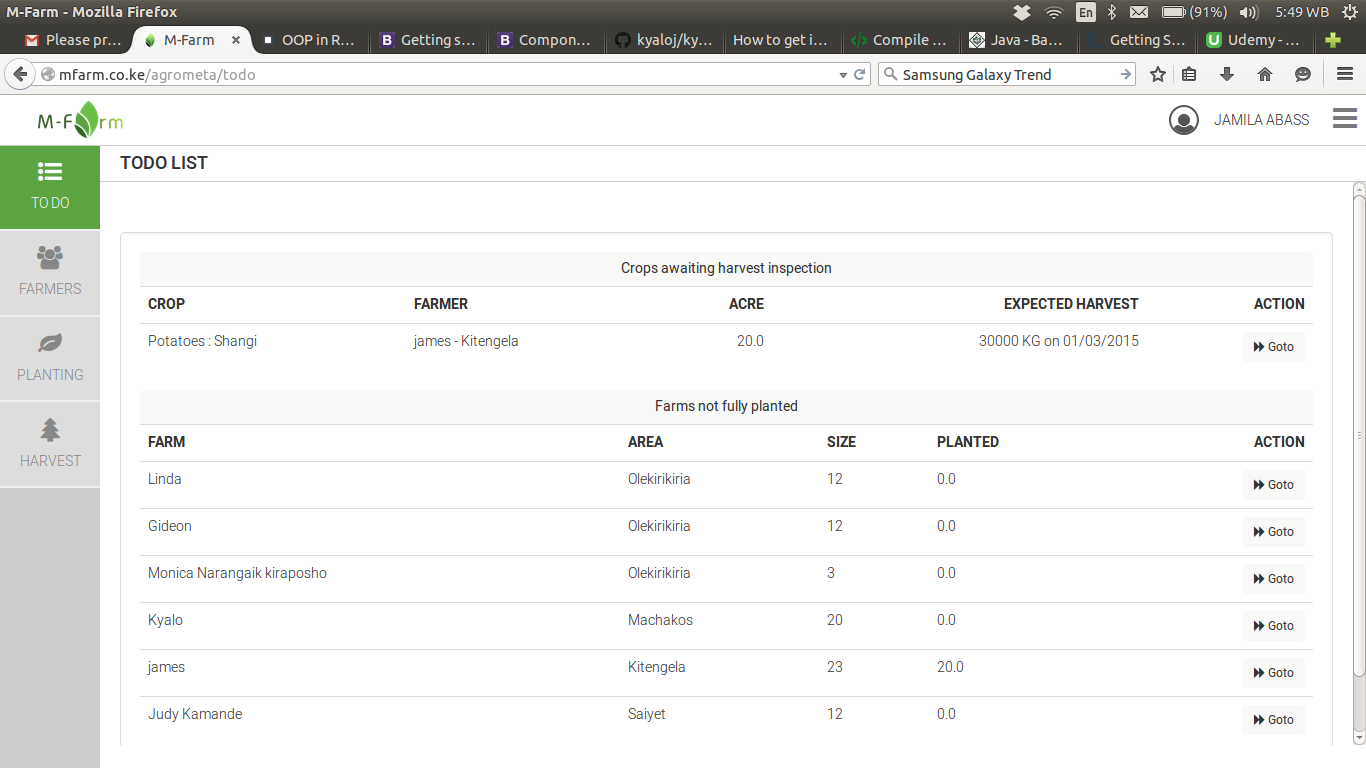 M-Farm - Mozilla Firefox En (91%) 5:49 WB
Please pr... M-Farm × OOP in R... B Getting s... B Compon... kyaloj/ky... How to get i... Compile ... Java - Ba... Getting S... Udemy - ...
mfarm.co.ke/agrometa/todo Samsung Galaxy Trend
M-Farm JAMILA ABASS
TODO LIST
TO DO
FARMERS
PLANTING
HARVEST
Crops awaiting harvest inspection
CROP FARMER ACRE EXPECTED HARVEST ACTION
Potatoes : Shangi james - Kitengela 20.0 30000 KG on 01/03/2015 Goto
Farms not fully planted
FARM AREA SIZE PLANTED ACTION
Linda Olekirikiria 12 0.0 Goto
Gideon Olekirikiria 12 0.0 Goto
Monica Narangaik kiraposho Olekirikiria 3 0.0 Goto
Kyalo Machakos 20 0.0 Goto
james Kitengela 23 20.0 Goto
Judy Kamande Saiyet 12 0.0 Goto